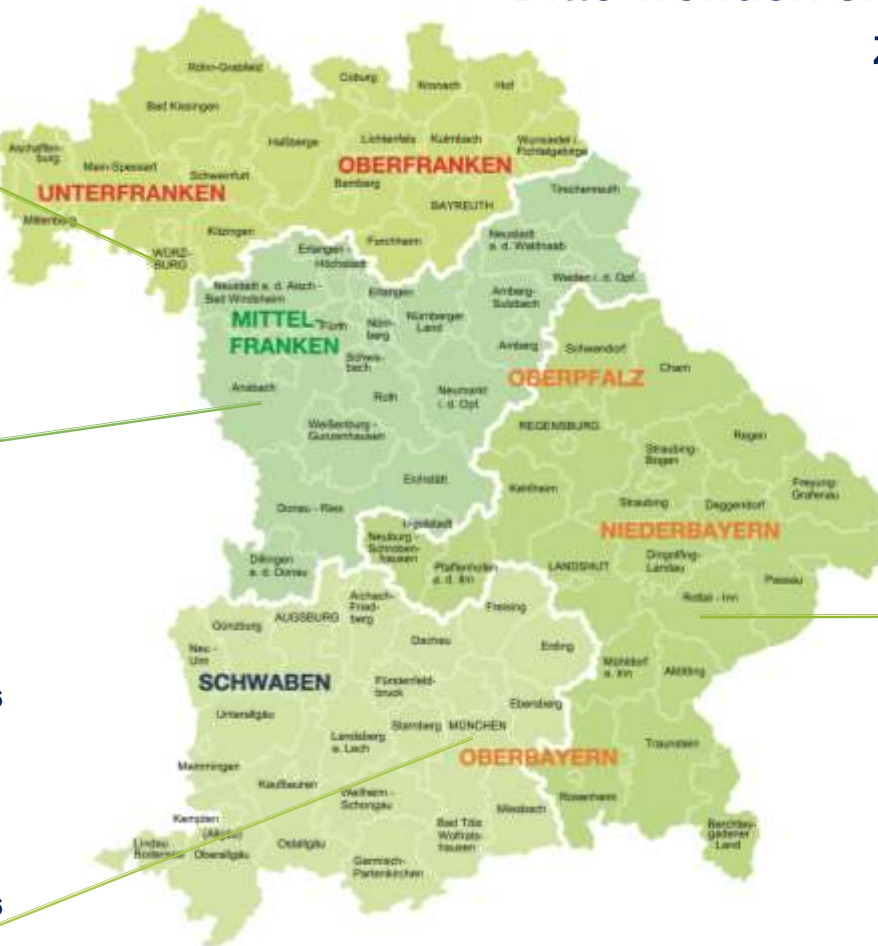 Z
Rhön-Grabfeld
Coburg
Kronach
Hof
Bad Kissingen
Haßberge
Lichtenfels
Kulmbach
Wunsiedel i.
Fichtelgebirge
Aschaffen-
burg
Main-Spessart
Schweinfurt
OBERFRANKEN
Bamberg
UNTERFRANKEN
BAYREUTH
Tirschenreuth
Miltenberg
Kitzingen
Forchheim
WÜRZ-
BURG
Erlangen -
Höchstadt
Neustadt
a. d. Waldnaab
Neustadt a. d. Aisch -
Bad Windsheim
Erlangen
Weiden i. d. Opf.
Amberg-
Sulzbach
MITTEL-
FRANKEN
Fürth
Nürn-
berg
Nürnberger
Land
Amberg
Schwandorf
Schwa-
bach
Cham
OBERPFALZ
Ansbach
Roth
Neumarkt
i. d. Opf.
Weißenburg -
Gunzenhausen
REGENSBURG
Regen
Straubing-
Bogen
Eichstätt
Kelheim
Freyung-
Grafenau
Donau - Ries
Straubing
Deggendorf
Ingolstadt
NIEDERBAYERN
Neuburg -
Schroben-
hausen
Dillingen
a. d. Donau
Pfaffenhofen
a. d. Ilm
LANDSHUT
Dingolfing-
Landau
Passau
Rottal - Inn
Aichach-
Fried-
berg
AUGSBURG
Günzburg
Freising
Dachau
Erding
Neu -
Ulm
Mühldorf
a. Inn
Altötting
SCHWABEN
Fürstenfeld-
bruck
Ebersberg
6
Unterallgäu
Starnberg
MÜNCHEN
Landsberg
a. Lech
Traunstein
OBERBAYERN
Memmingen
Kaufbeuren
Weilheim -
Schongau
Rosenheim
Miesbach
Kempten
(Allgäu)
Bad Tölz
Wolfrats-
hausen
Berchtes-
gadener
Land
Lindau
Bodensee
Oberallgäu
Ostallgäu
Garmisch-
Partenkirchen
6